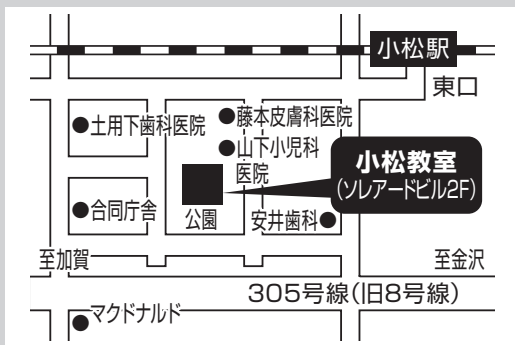 小松駅
東口
●土用下歯科医院
●藤本皮膚科医院
●山下小児科
医院
小松教室
(ソレアードビル2F)
●合同庁舎
公園
安井歯科●
至加賀
至金沢
305号線(旧8号線)
●マクドナルド